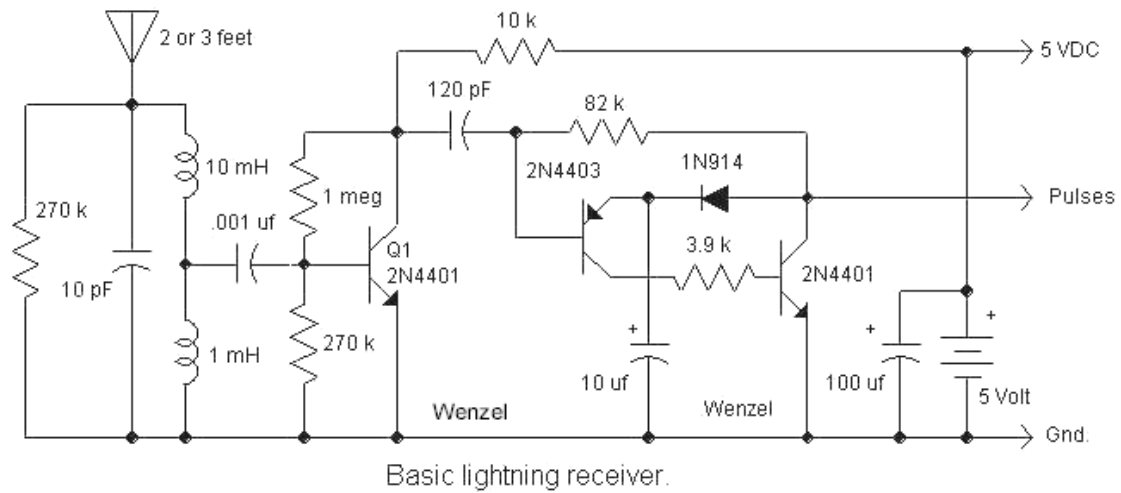 2 or 3 feet
10 k
5 VDC
120 pF
82 k
10 mH
2N4403
1N914
270 k
1 meg
Pulses
.001 uf
3.9 k
Q1
2N4401
2N4401
10 pF
1 mH
270 k
+
+
+
10 uf
100 uf
5 Volt
Wenzel
Wenzel
Gnd.
Basic lightning receiver.